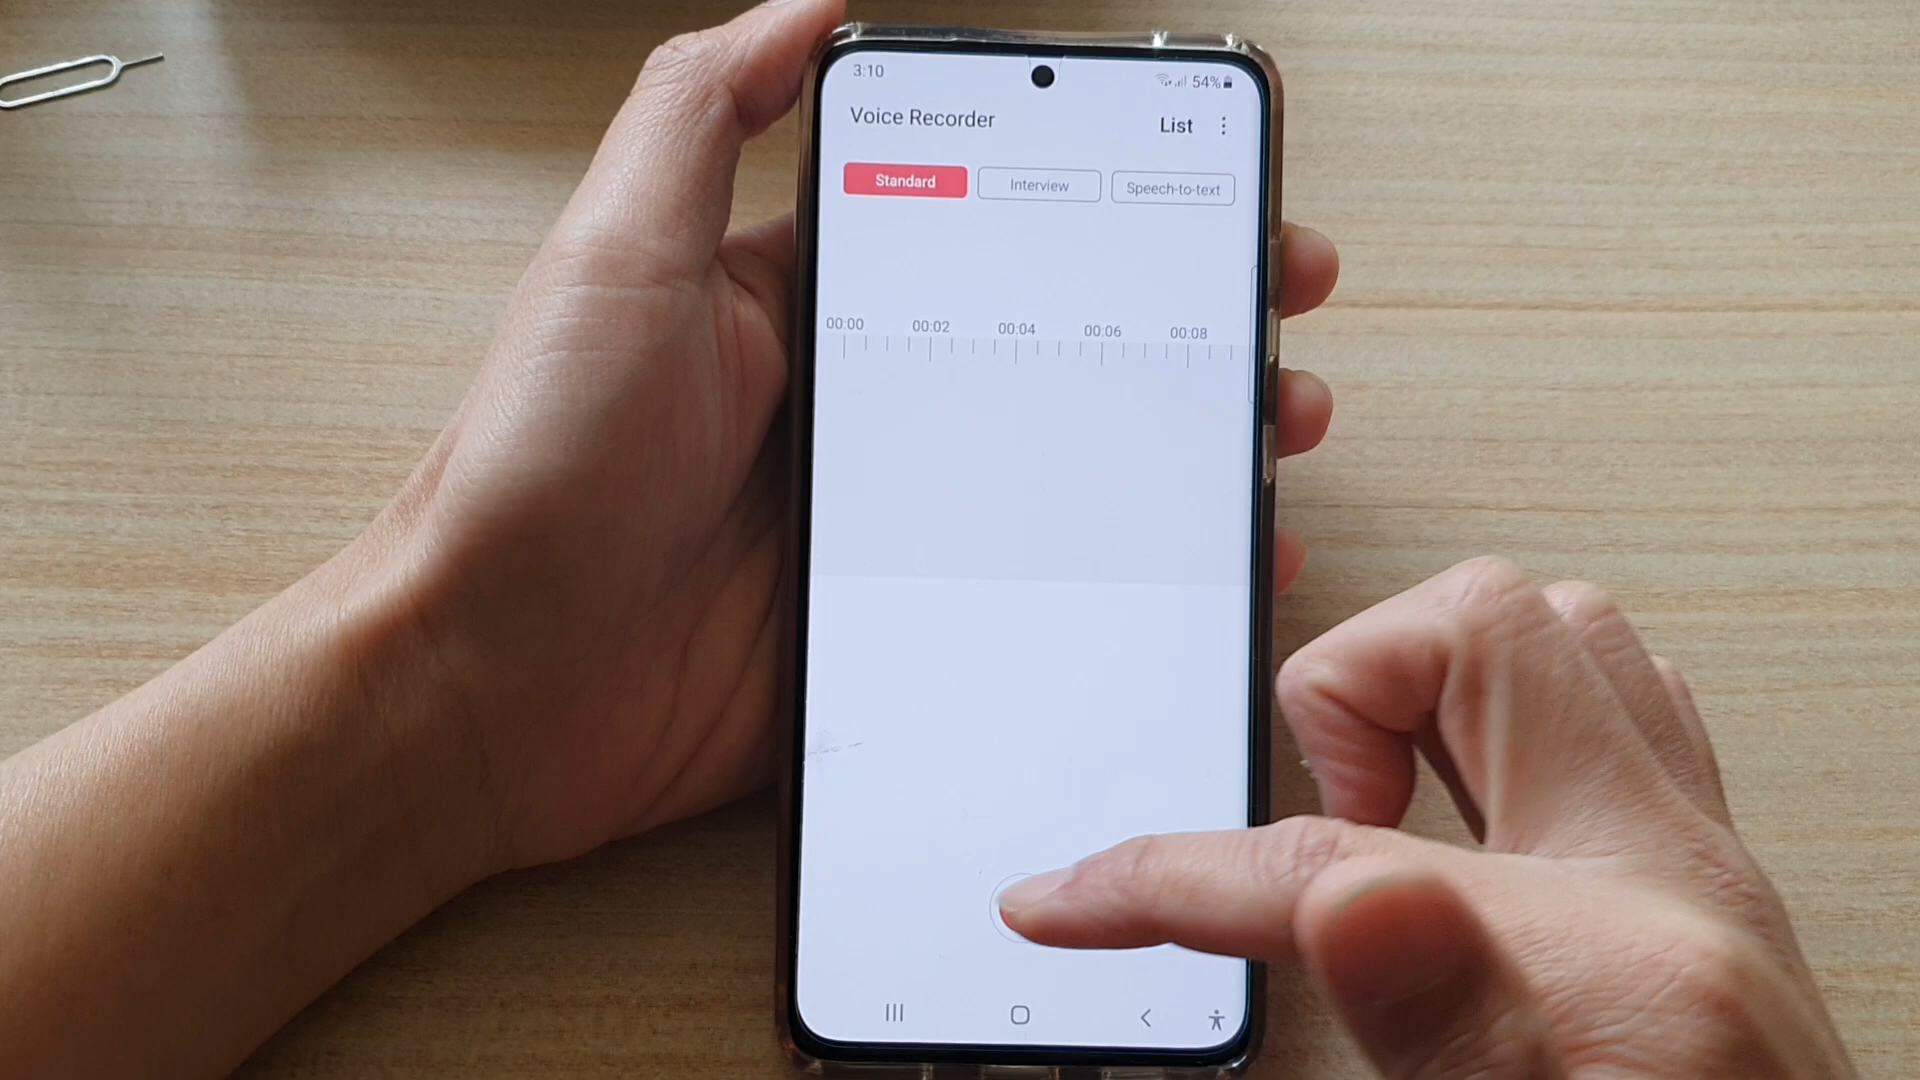 3:10
54%
Voice Recorder
List
Standard
Interview
Speech-to-text
00:00
00:02
00:04
00:06
00:08